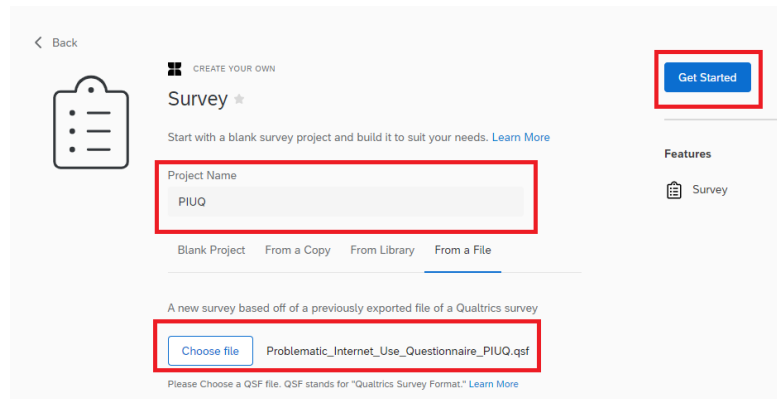 Back
CREATE YOUR OWN
Survey
Start with a blank survey project and build it to suit your needs. Learn More
Project Name
PIUQ
Blank Project From a Copy From Library From a File
A new survey based off of a previously exported file of a Qualtrics survey
Choose file Problematic_Internet_Use_Questionnaire_PIUQ.qsf
Please Choose a QSF file. QSF stands for "Qualtrics Survey Format." Learn More
Get Started
Features
Survey